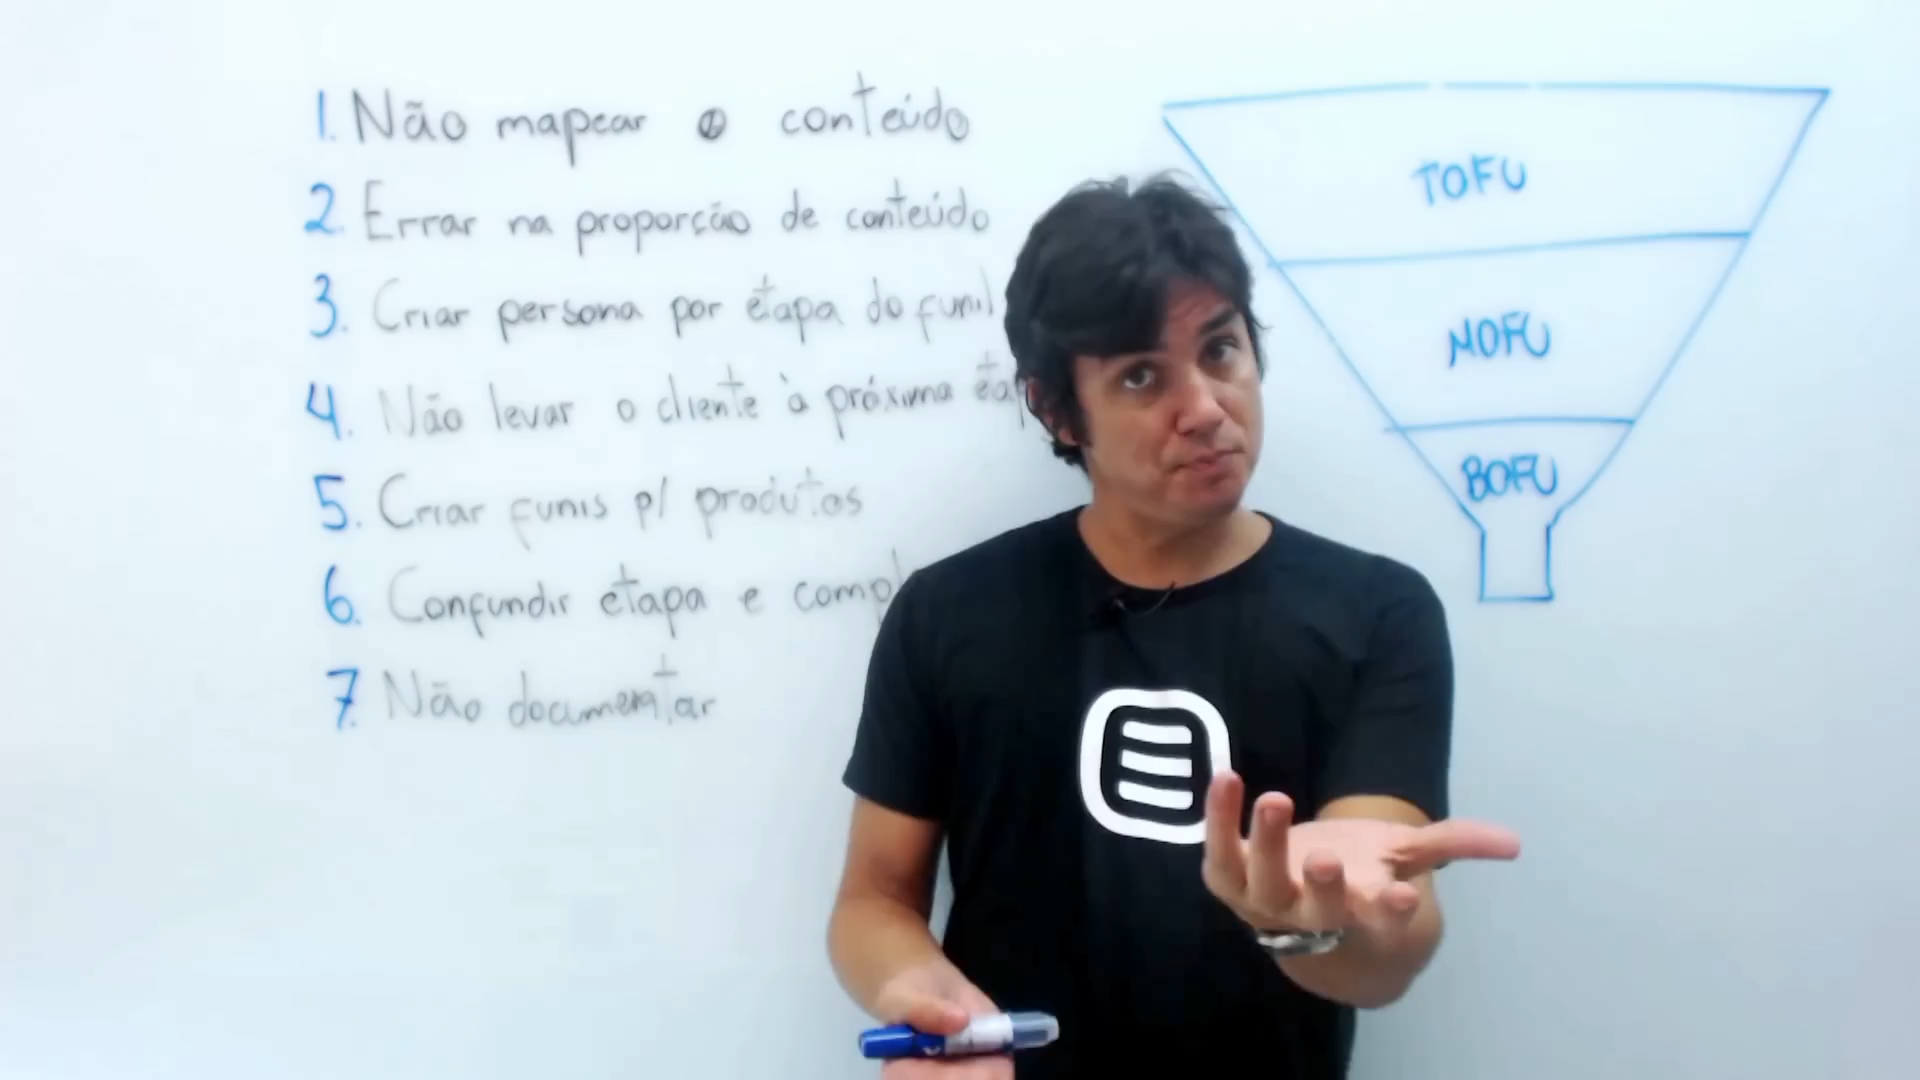 1. Não mapear o conteúdo
2. Errar na proporção de conteúdo
3. Criar persona por etapa do funil
4. Não levar o cliente à próxima
5. Criar funis p/ produtos
6. Confundir etapa e
7. Não documentar
TOFU
MOFU
BOFU